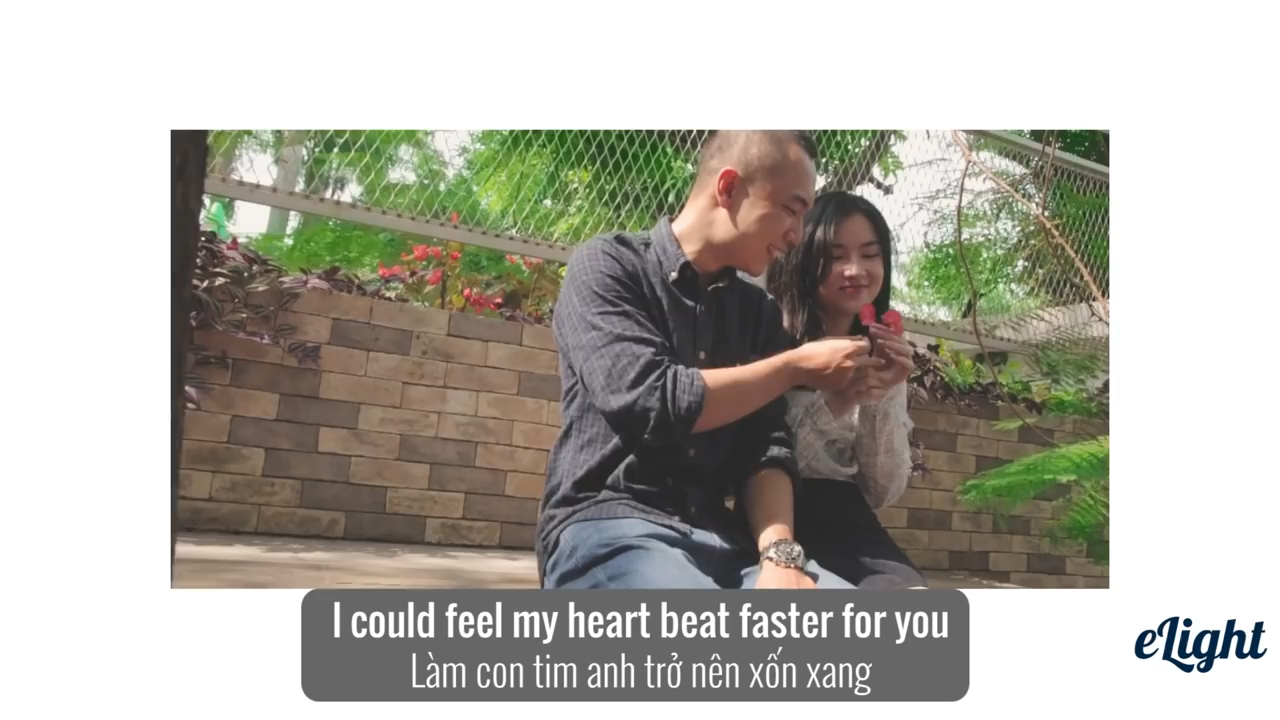 I could feel my heart beat faster for you
Làm con tim anh trở nên xốn xang
eLight